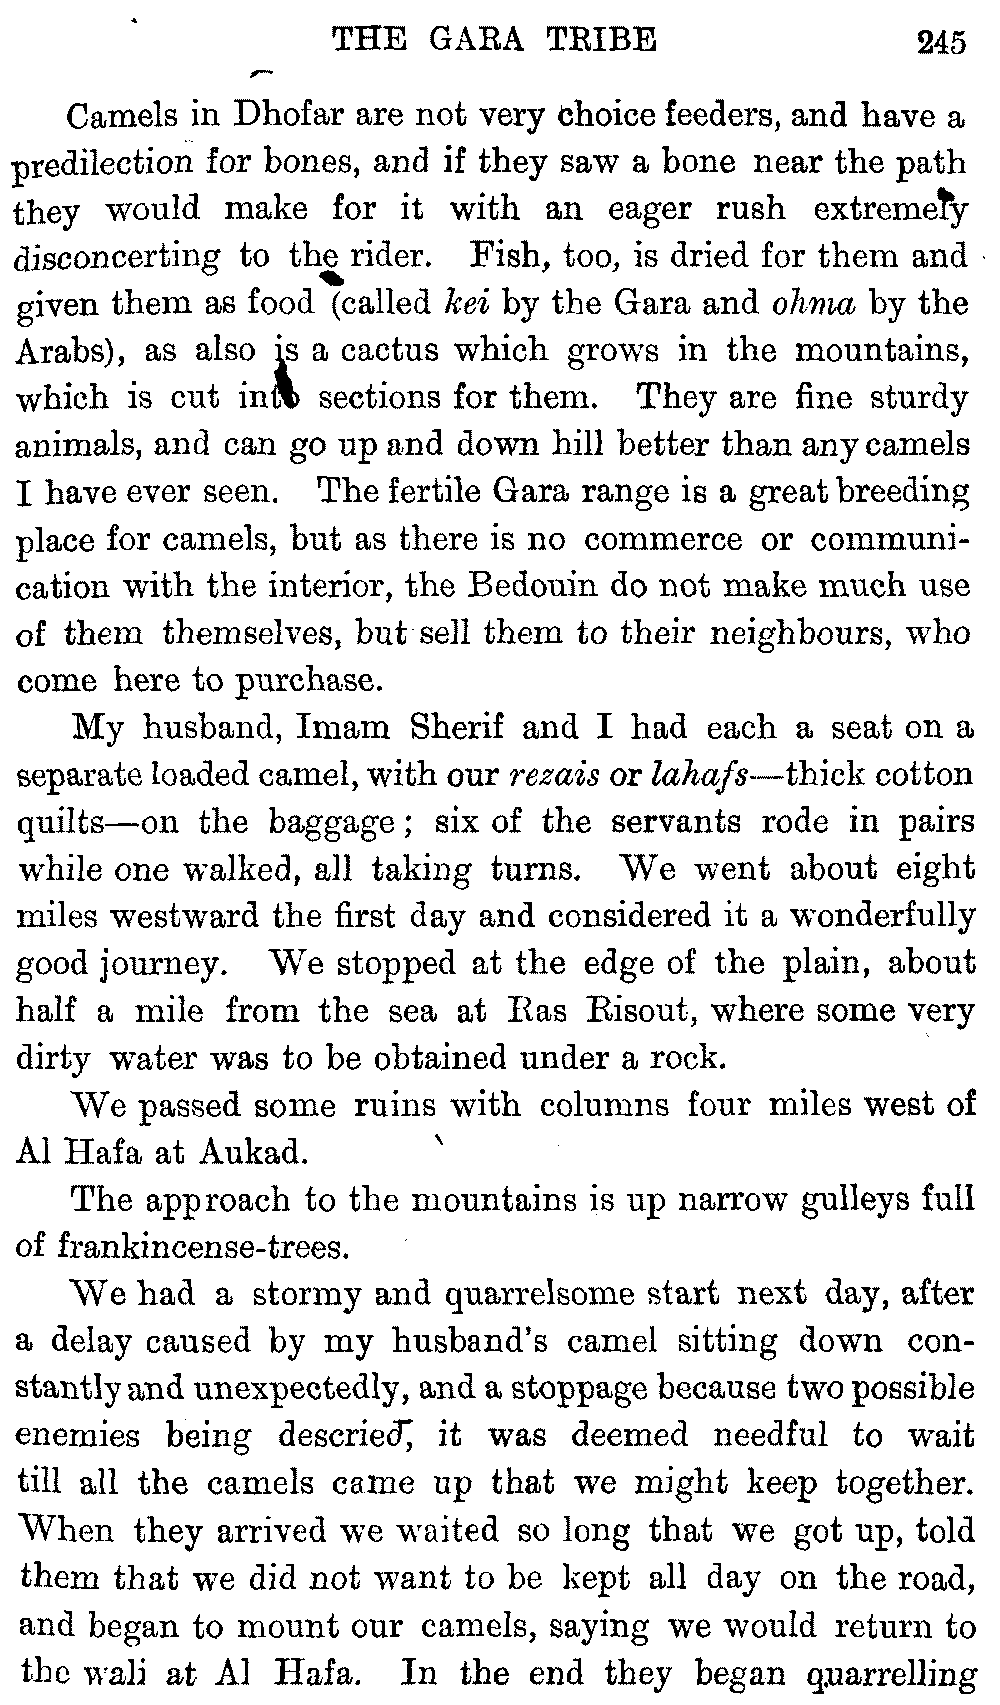 THE GARA TRIBE 245
Camels in Dhofar are not very choice feeders, and have a
predilection for bones, and if they saw a bone near the path
they would make for it with an eager rush extremely
disconcerting to the rider. Fish, too, is dried for them and
given them as food (called kei by the Gara and ohma by the
Arabs), as also is a cactus which grows in the mountains,
which is cut into sections for them. They are fine sturdy
animals, and can go up and down hill better than any camels
I have ever seen. The fertile Gara range is a great breeding
place for camels, but as there is no commerce or communi-
cation with the interior, the Bedouin do not make much use
of them themselves, but sell them to their neighbours, who
come here to purchase.
My husband, Imam Sherif and I had each a seat on a
separate loaded camel, with our rezais or lahafs—thick cotton
quilts—on the baggage; six of the servants rode in pairs
while one walked, all taking turns. We went about eight
miles westward the first day and considered it a wonderfully
good journey. We stopped at the edge of the plain, about
half a mile from the sea at Ras Risout, where some very
dirty water was to be obtained under a rock.
We passed some ruins with columns four miles west of
Al Hafa at Aukad.
The approach to the mountains is up narrow gulleys full
of frankincense-trees.
We had a stormy and quarrelsome start next day, after
a delay caused by my husband's camel sitting down con-
stantly and unexpectedly, and a stoppage because two possible
enemies being descried, it was deemed needful to wait
till all the camels came up that we might keep together.
When they arrived we waited so long that we got up, told
them that we did not want to be kept all day on the road,
and began to mount our camels, saying we would return to
the wali at Al Hafa. In the end they began quarrelling